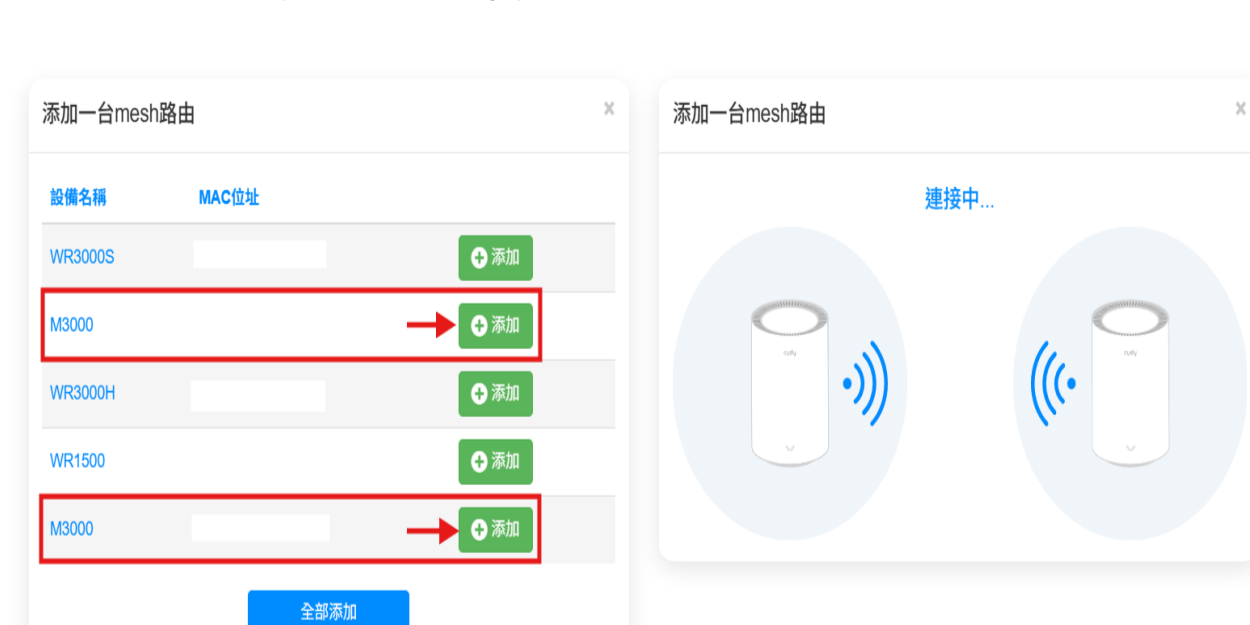 添加一台mesh路由 ×
設備名稱 MAC位址
WR3000S 添加
M3000 添加
WR3000H 添加
WR1500 添加
M3000 添加
全部添加
添加一台mesh路由 ×
連接中...
cudy
cudy